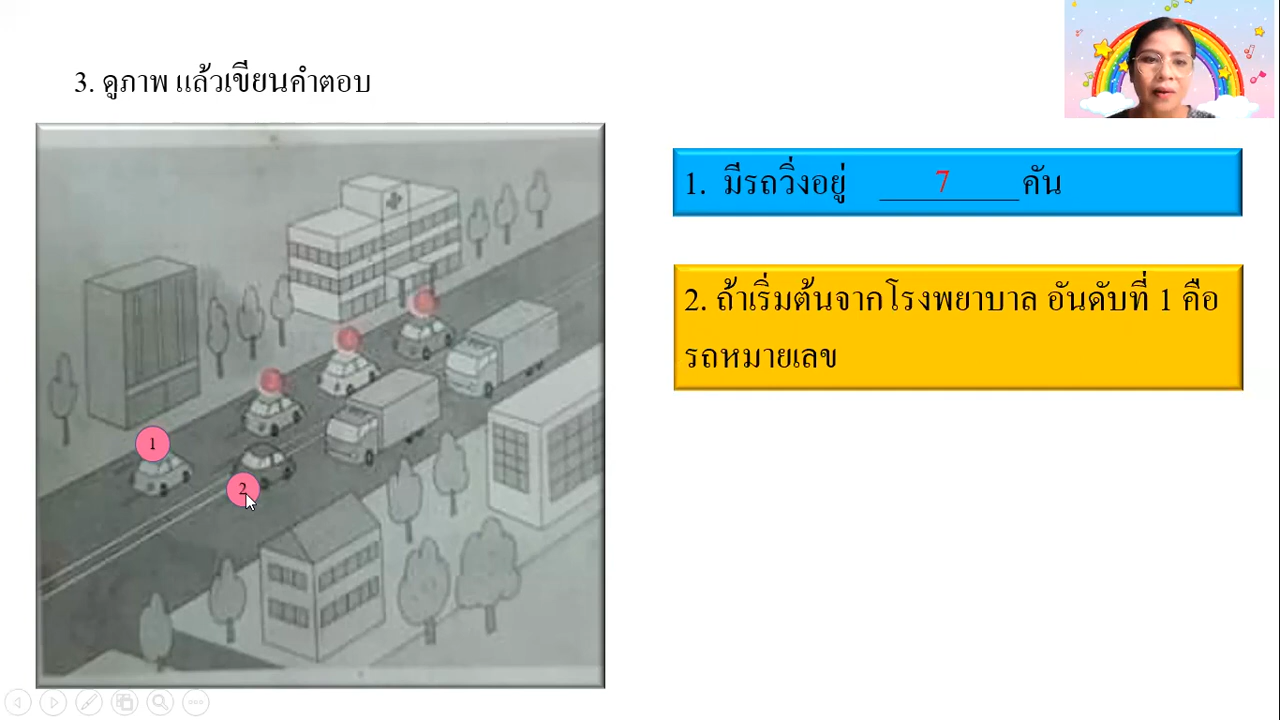 3. ดูภาพ แล้วเขียนคำตอบ
1. มีรถวิ่งอยู่ 7 คัน
2. ถ้าเริ่มต้นจากโรงพยาบาล อันดับที่ 1 คือ
รถหมายเลข
1
2